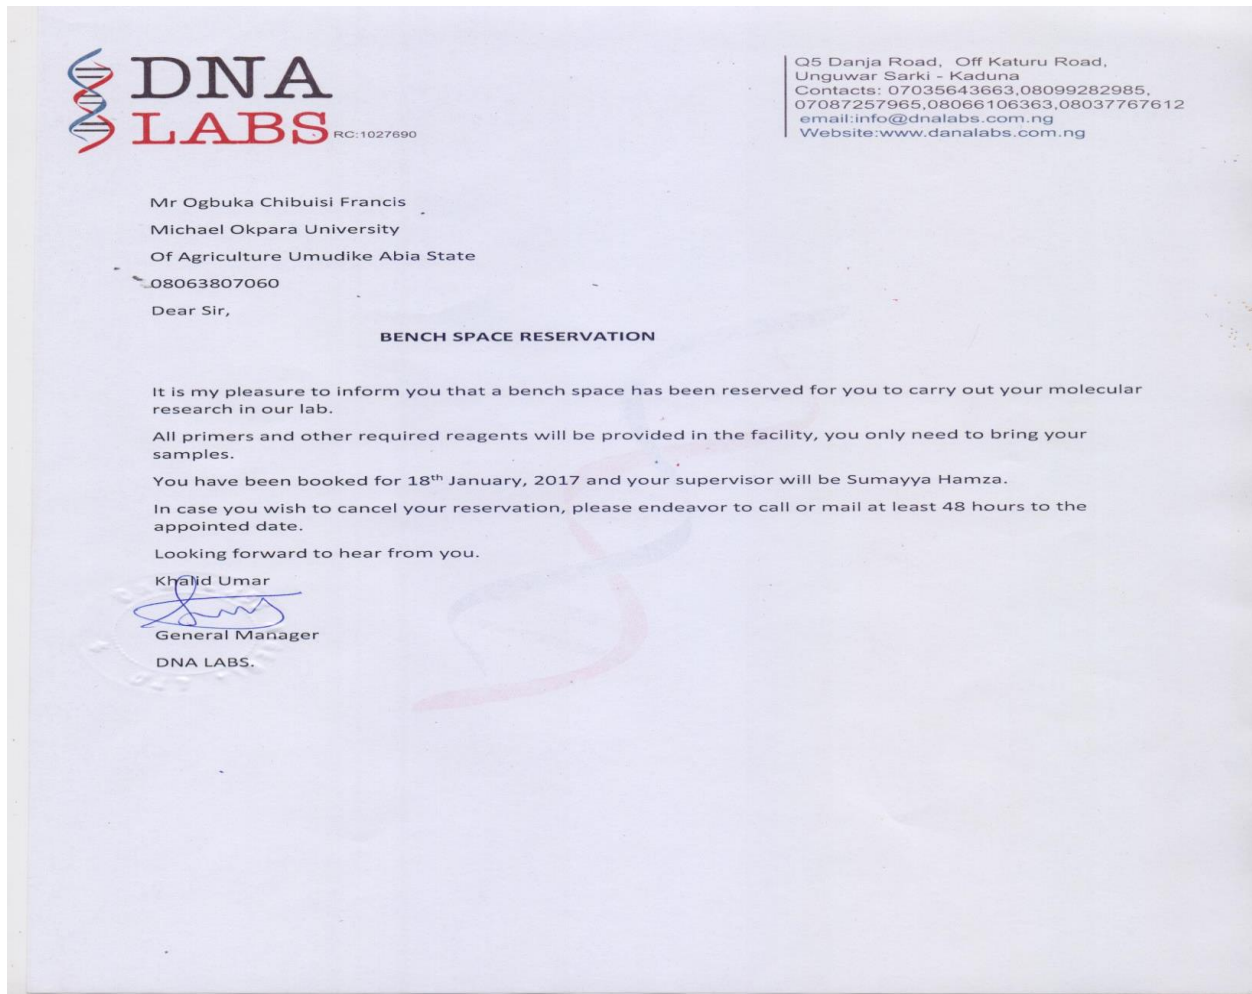 DNA
LABS RC:1027690
Q5 Danja Road, Off Katuru Road,
Unguwar Sarki - Kaduna
Contacts: 07035643663,08099282985,
07087257965,08066106363,08037767612
email:info@dnalabs.com.ng
Website:www.danalabs.com.ng
Mr Ogbuka Chibuisi Francis
Michael Okpara University
Of Agriculture Umudike Abia State
08063807060
Dear Sir,
BENCH SPACE RESERVATION
It is my pleasure to inform you that a bench space has been reserved for you to carry out your molecular
research in our lab.
All primers and other required reagents will be provided in the facility, you only need to bring your
samples.
You have been booked for 18th January, 2017 and your supervisor will be Sumayya Hamza.
In case you wish to cancel your reservation, please endeavor to call or mail at least 48 hours to the
appointed date.
Looking forward to hear from you.
Khalid Umar
General Manager
DNA LABS.